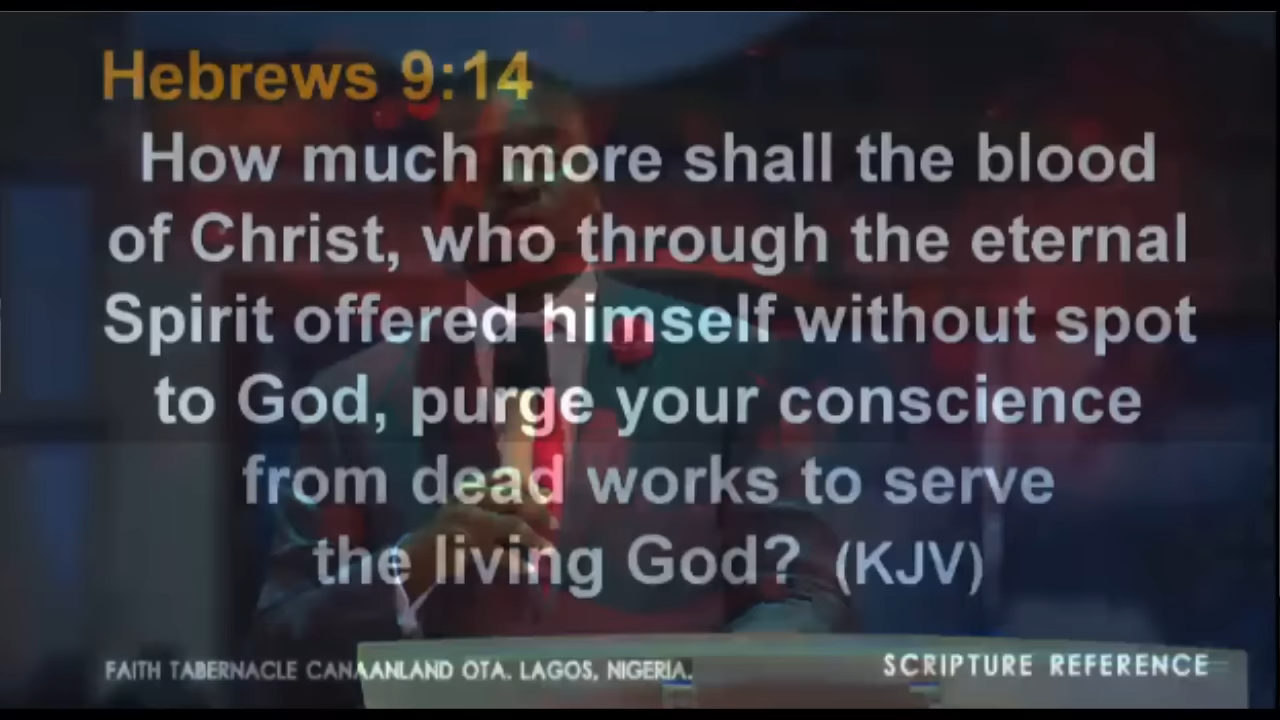 Hebrews 9:14
How much more shall the blood
of Christ, who through the eternal
Spirit offered himself without spot
to God, purge your conscience
from dead works to serve
the living God? (KJV)
FAITH TABERNACLE CANAANLAND OTA. LAGOS, NIGERIA.
SCRIPTURE REFERENCE